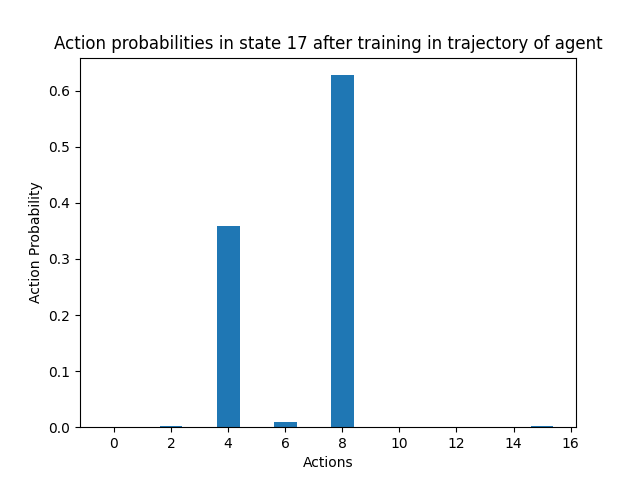 Action probabilities in state 17 after training in trajectory of agent
0.6
0.5
0.4
0.3
0.2
0.1
0.0
Action Probability
0 2 4 6 8 10 12 14 16
Actions